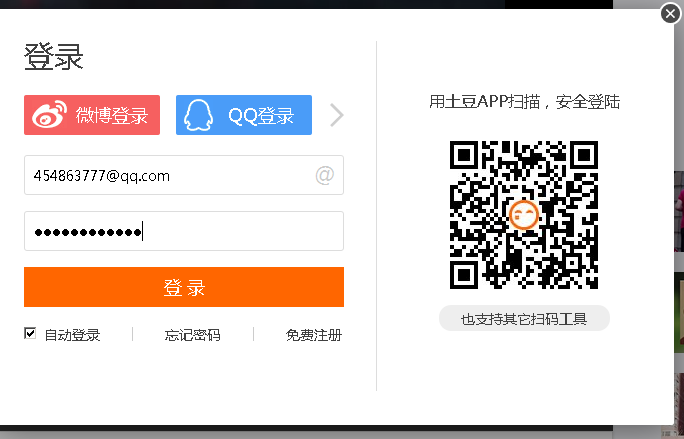 登录
微博登录
QQ登录
454863777@qq.com
@
••••••••••••
登 录
自动登录
忘记密码
免费注册
用土豆APP扫描，安全登陆
也支持其它扫码工具